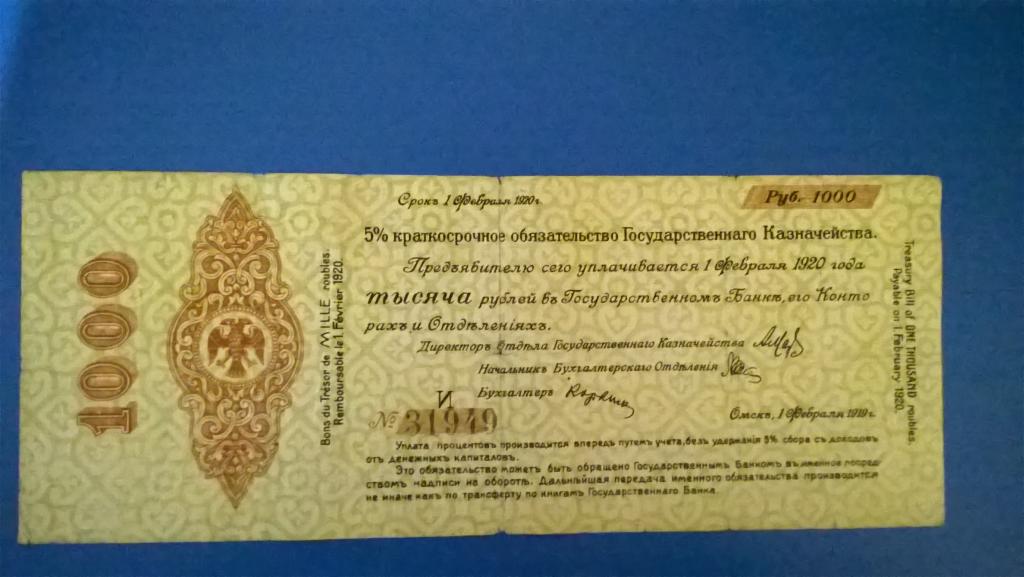 1000
Bons du Trésor de MILLE roubles.
Remboursable le 1. Février 1920.
Срокъ 1 Февраля 1920 г.
Руб. 1000
5% краткосрочное обязательство Государственнаго Казначейства.
Предъявителю сего уплачивается 1 Февраля 1920 года
тысяча рублей въ Государственномъ Банкѣ, его Конто
рахъ и Отдѣленіяхъ.
Директоръ Отдѣла Государственнаго Казначейства
Начальникъ Бухгалтерскаго Отдѣленія
Бухгалтеръ
И
№ 31949
Омскъ, 1 Февраля 1919 г.
Уплата процентовъ производится впередъ путемъ учета, безъ удержанія 5% сбора съ доходовъ
отъ денежныхъ капиталовъ.
Это обязательство можетъ быть обращено Государственнымъ Банкомъ въ именное посред-
ствомъ надписи на оборотѣ. Дальнѣйшая передача именного обязательства производится
не иначе какъ по трансферту по книгамъ Государственнаго Банка.
Treasury Bill of ONE THOUSAND roubles.
Payable on 1. February 1920.